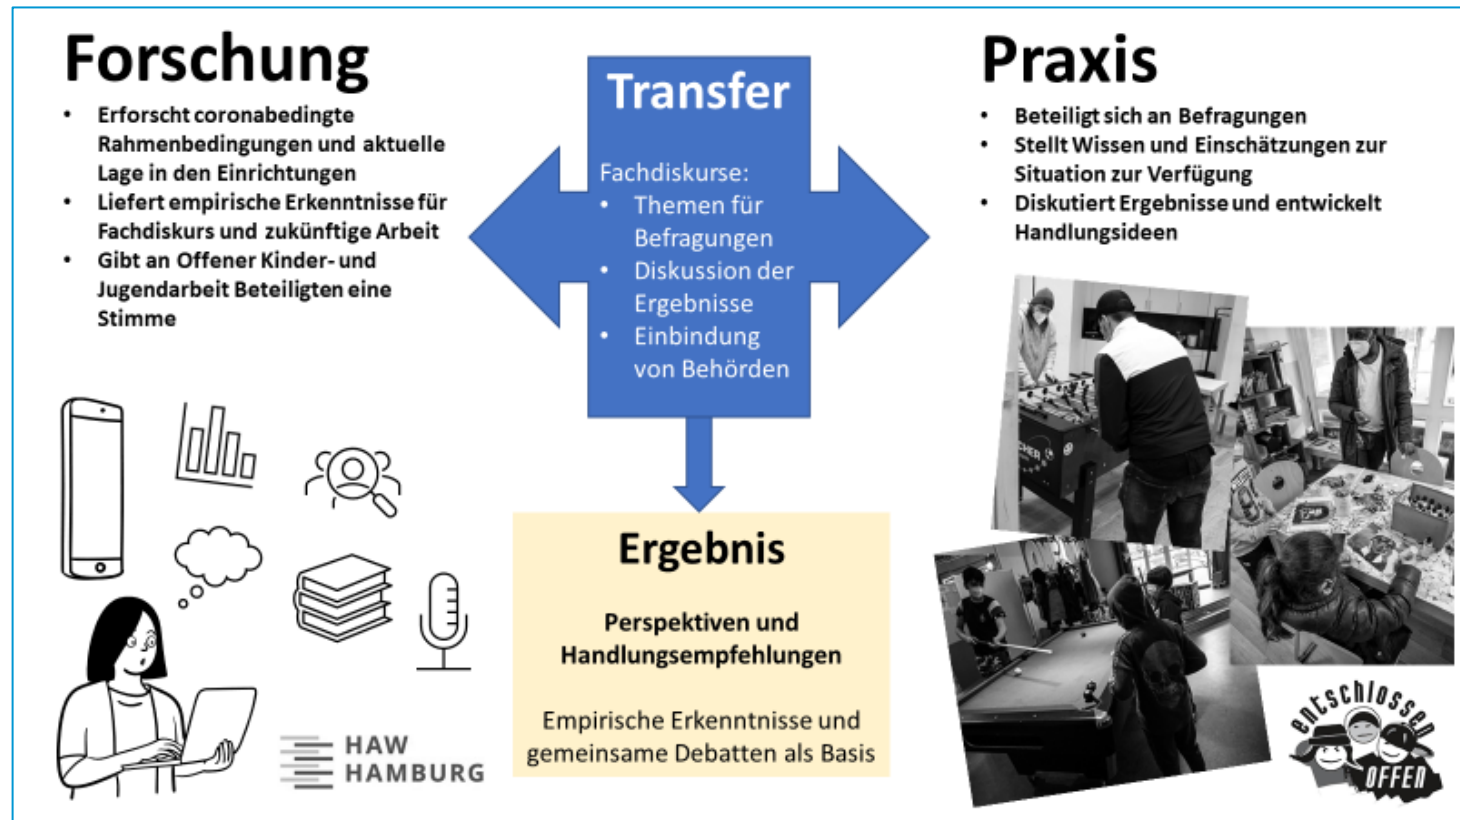 Forschung
• Erforscht coronabedingte
Rahmenbedingungen und aktuelle
Lage in den Einrichtungen
• Liefert empirische Erkenntnisse für
Fachdiskurs und zukünftige Arbeit
• Gibt an Offener Kinder- und
Jugendarbeit Beteiligten eine
Stimme
HAW
HAMBURG
Transfer
Fachdiskurse:
• Themen für
Befragungen
• Diskussion der
Ergebnisse
• Einbindung
von Behörden
Ergebnis
Perspektiven und
Handlungsempfehlungen
Empirische Erkenntnisse und
gemeinsame Debatten als Basis
Praxis
• Beteiligt sich an Befragungen
• Stellt Wissen und Einschätzungen zur
Situation zur Verfügung
• Diskutiert Ergebnisse und entwickelt
Handlungsideen
entschlossen
OFFEN